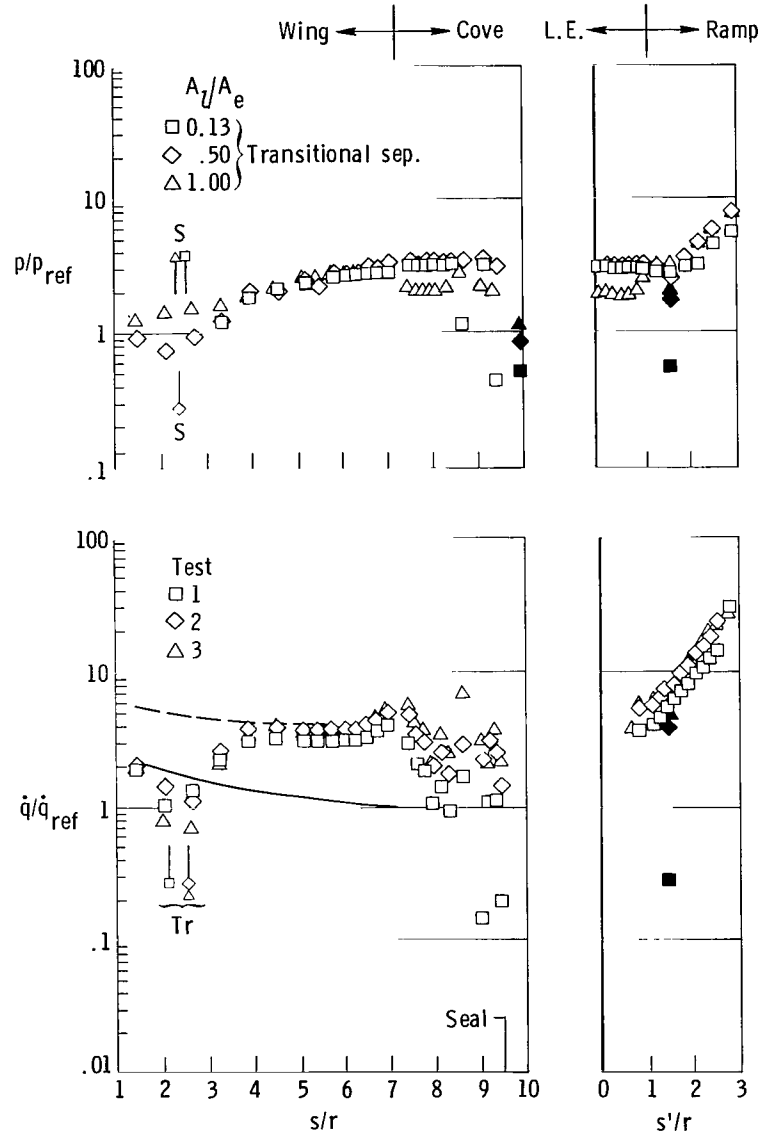 Wing Cove L.E. Ramp
100
10
1
.1
p/p_ref
A_l/A_e
0.13
.50
1.00
Transitional sep.
S
S
100
10
1
.1
.01
q̇/q̇_ref
Test
1
2
3
Tr
Seal
1 2 3 4 5 6 7 8 9 10
s/r
0 1 2 3
s'/r